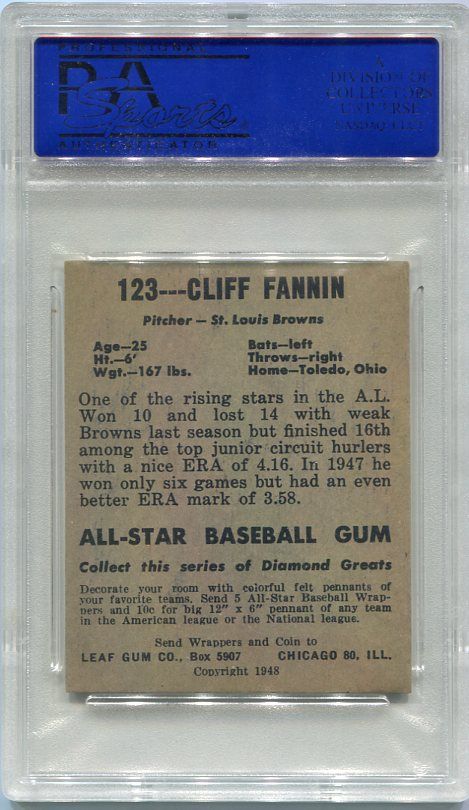 PROFESSIONAL
PSA
Sports
AUTHENTICATOR
A
DIVISION OF
COLLECTORS
UNIVERSE
NASDAQ: CLCT
123---CLIFF FANNIN
Pitcher — St. Louis Browns
Age—25 Bats—left
Ht.—6' Throws—right
Wgt.—167 lbs. Home—Toledo, Ohio
One of the rising stars in the A.L.
Won 10 and lost 14 with weak
Browns last season but finished 16th
among the top junior circuit hurlers
with a nice ERA of 4.16. In 1947 he
won only six games but had an even
better ERA mark of 3.58.
ALL-STAR BASEBALL GUM
Collect this series of Diamond Greats
Decorate your room with colorful felt pennants of
your favorite teams. Send 5 All-Star Baseball Wrap-
pers and 10c for big 12" x 6" pennant of any team
in the American league or the National league.
Send Wrappers and Coin to
LEAF GUM CO., Box 5907 CHICAGO 80, ILL.
Copyright 1948